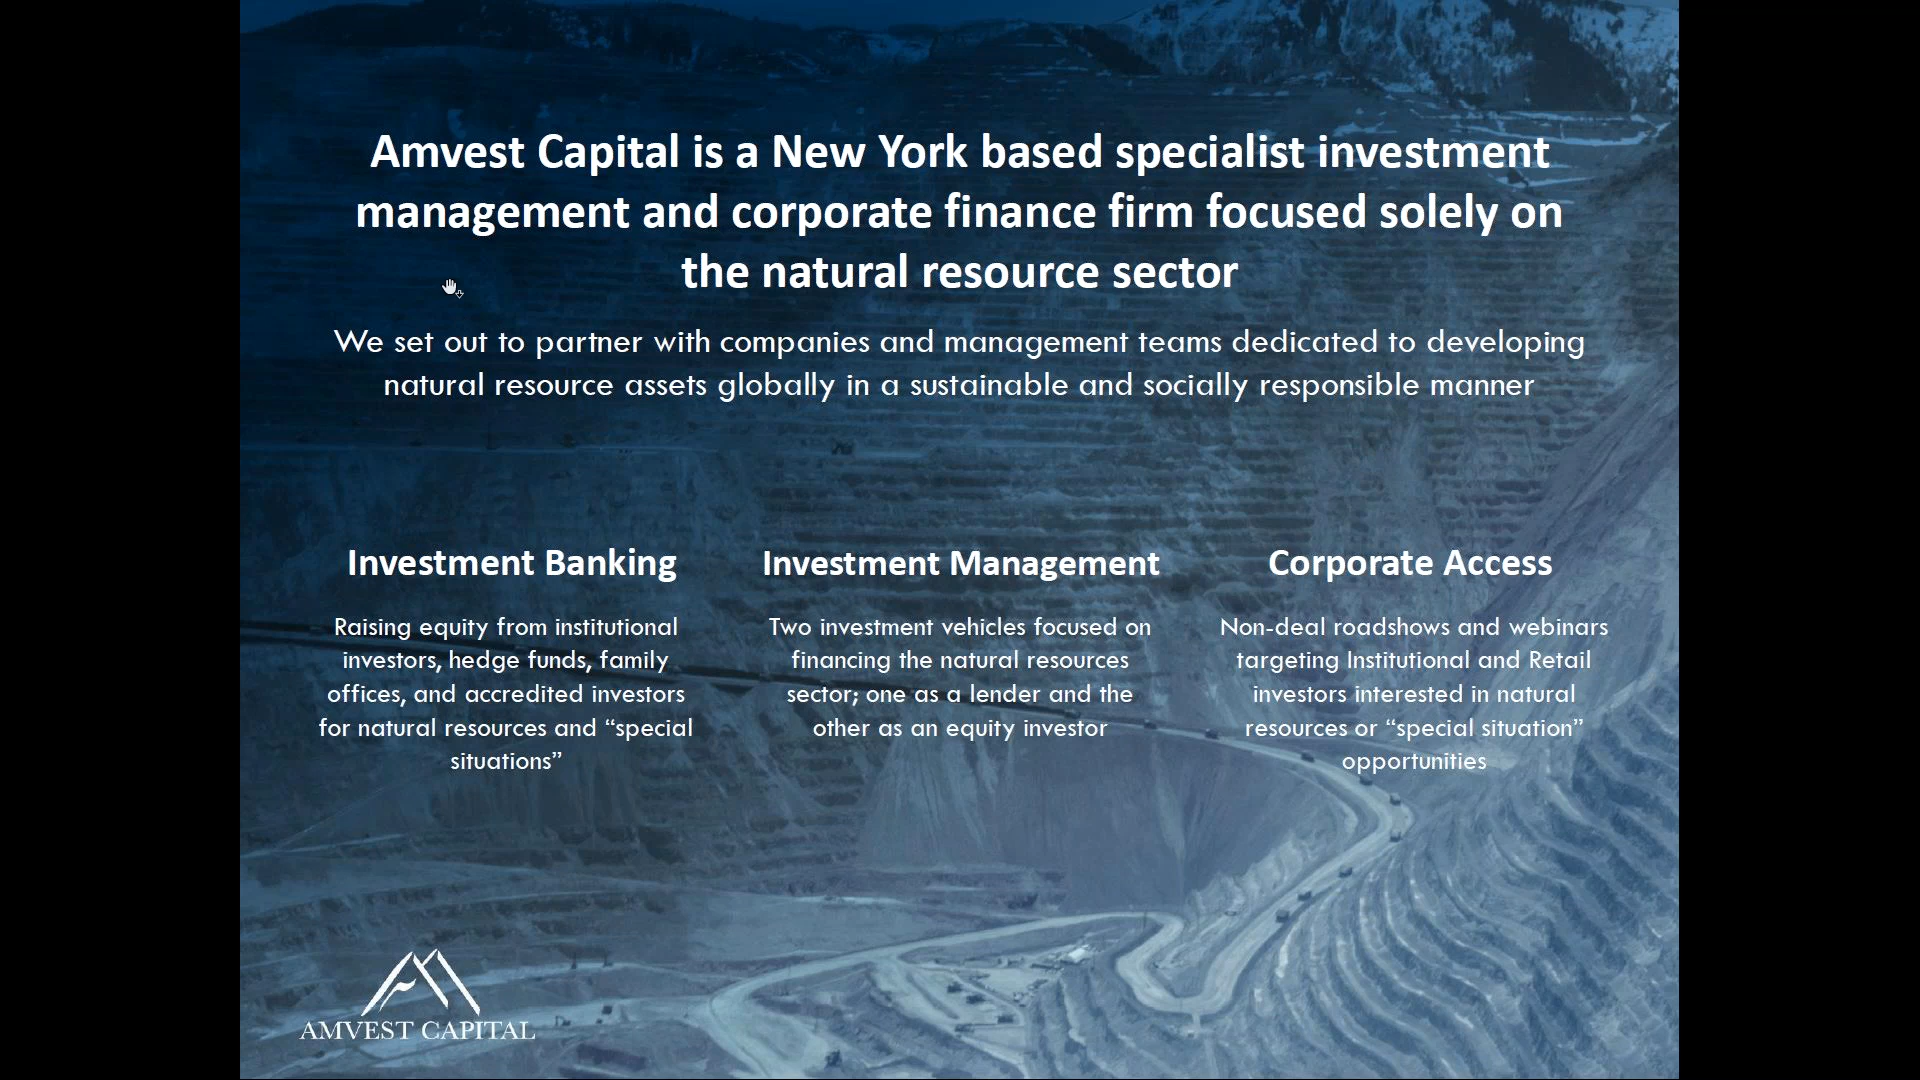 Amvest Capital is a New York based specialist investment
management and corporate finance firm focused solely on
the natural resource sector
We set out to partner with companies and management teams dedicated to developing
natural resource assets globally in a sustainable and socially responsible manner
Investment Banking
Raising equity from institutional
investors, hedge funds, family
offices, and accredited investors
for natural resources and “special
situations”
Investment Management
Two investment vehicles focused on
financing the natural resources
sector; one as a lender and the
other as an equity investor
Corporate Access
Non-deal roadshows and webinars
targeting Institutional and Retail
investors interested in natural
resources or “special situation”
opportunities
AMVEST CAPITAL